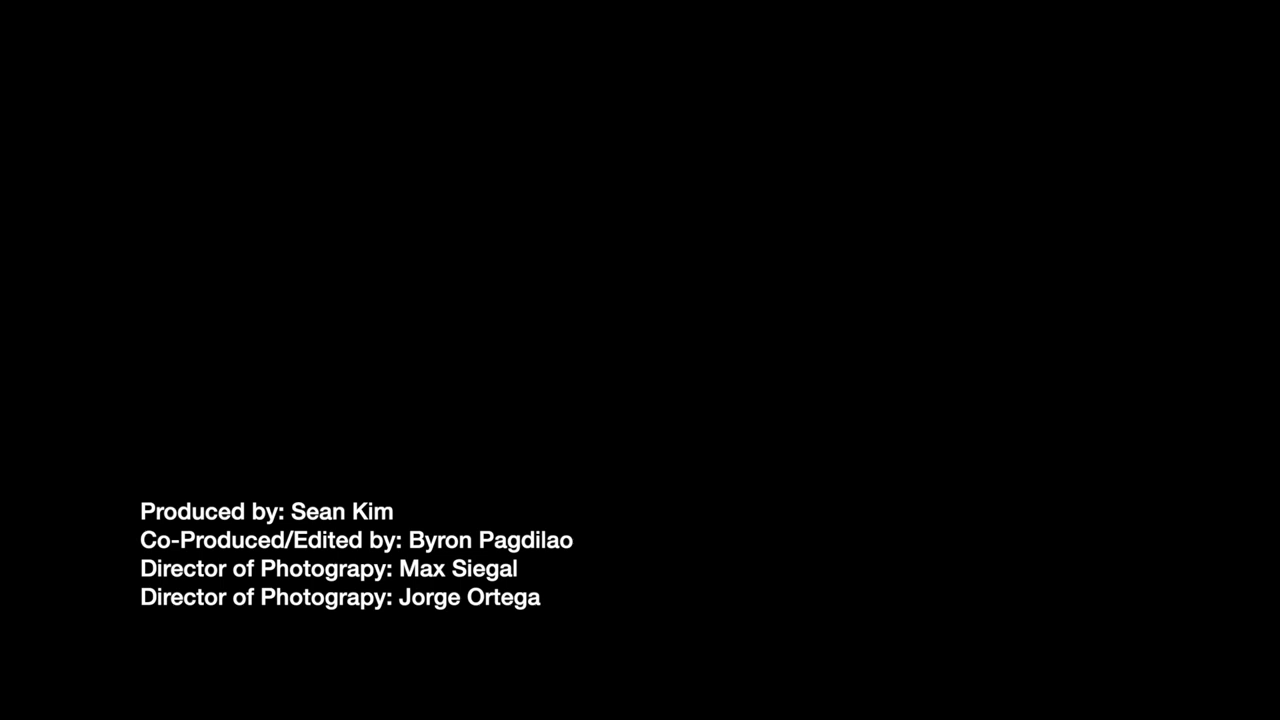 Produced by: Sean Kim
Co-Produced/Edited by: Byron Pagdilao
Director of Photograpy: Max Siegal
Director of Photograpy: Jorge Ortega